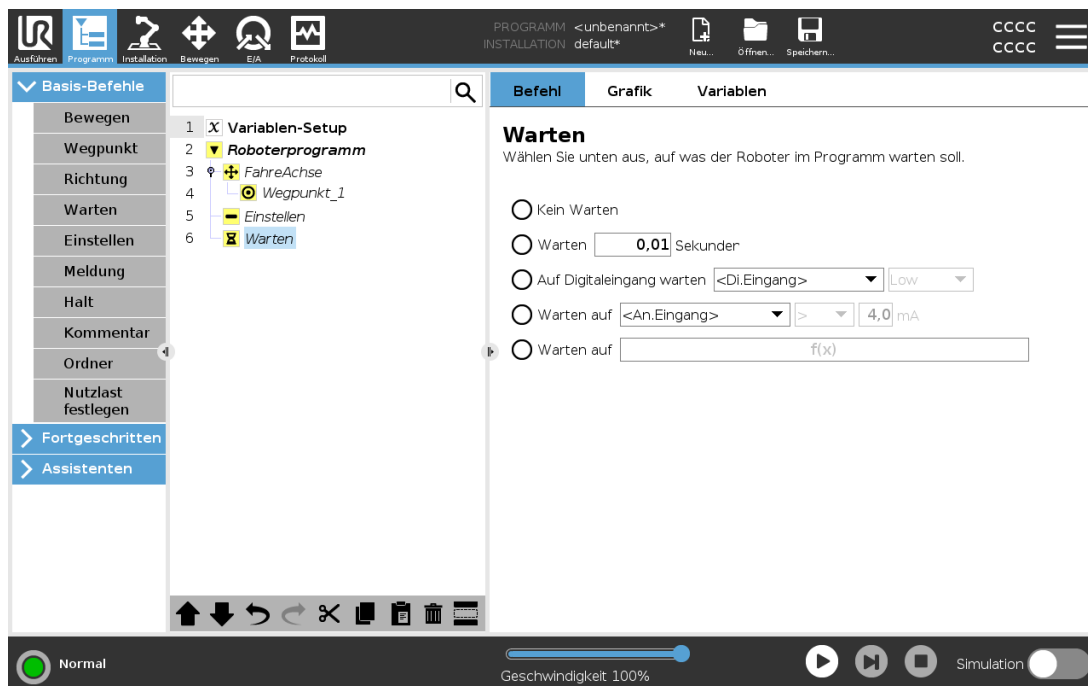 PROGRAMM <unbenannt>*
INSTALLATION default*
CCCC
CCCC
Ausführen Programm Installation Bewegen E/A Protokoll Neu... Öffnen... Speichern...
Basis-Befehle
Bewegen
Wegpunkt
Richtung
Warten
Einstellen
Meldung
Halt
Kommentar
Ordner
Nutzlast
festlegen
Fortgeschritten
Assistenten
1 X Variablen-Setup
2 Roboterprogramm
3 FahreAchse
4 Wegpunkt_1
5 Einstellen
6 Warten
Befehl Grafik Variablen
Warten
Wählen Sie unten aus, auf was der Roboter im Programm warten soll.
Kein Warten
Warten 0,01 Sekunden
Auf Digitaleingang warten <Di.Eingang> Low
Warten auf <An.Eingang> > 4,0 mA
Warten auf f(x)
Normal
Geschwindigkeit 100%
Simulation